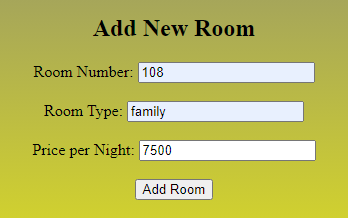 Add New Room
Room Number: 108
Room Type: family
Price per Night: 7500
Add Room